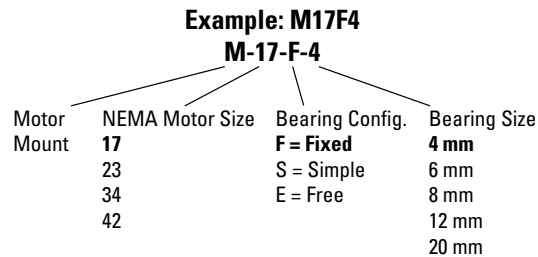 Example: M17F4
M-17-F-4
Motor Mount
NEMA Motor Size
17
23
34
42
Bearing Config.
F = Fixed
S = Simple
E = Free
Bearing Size
4 mm
6 mm
8 mm
12 mm
20 mm